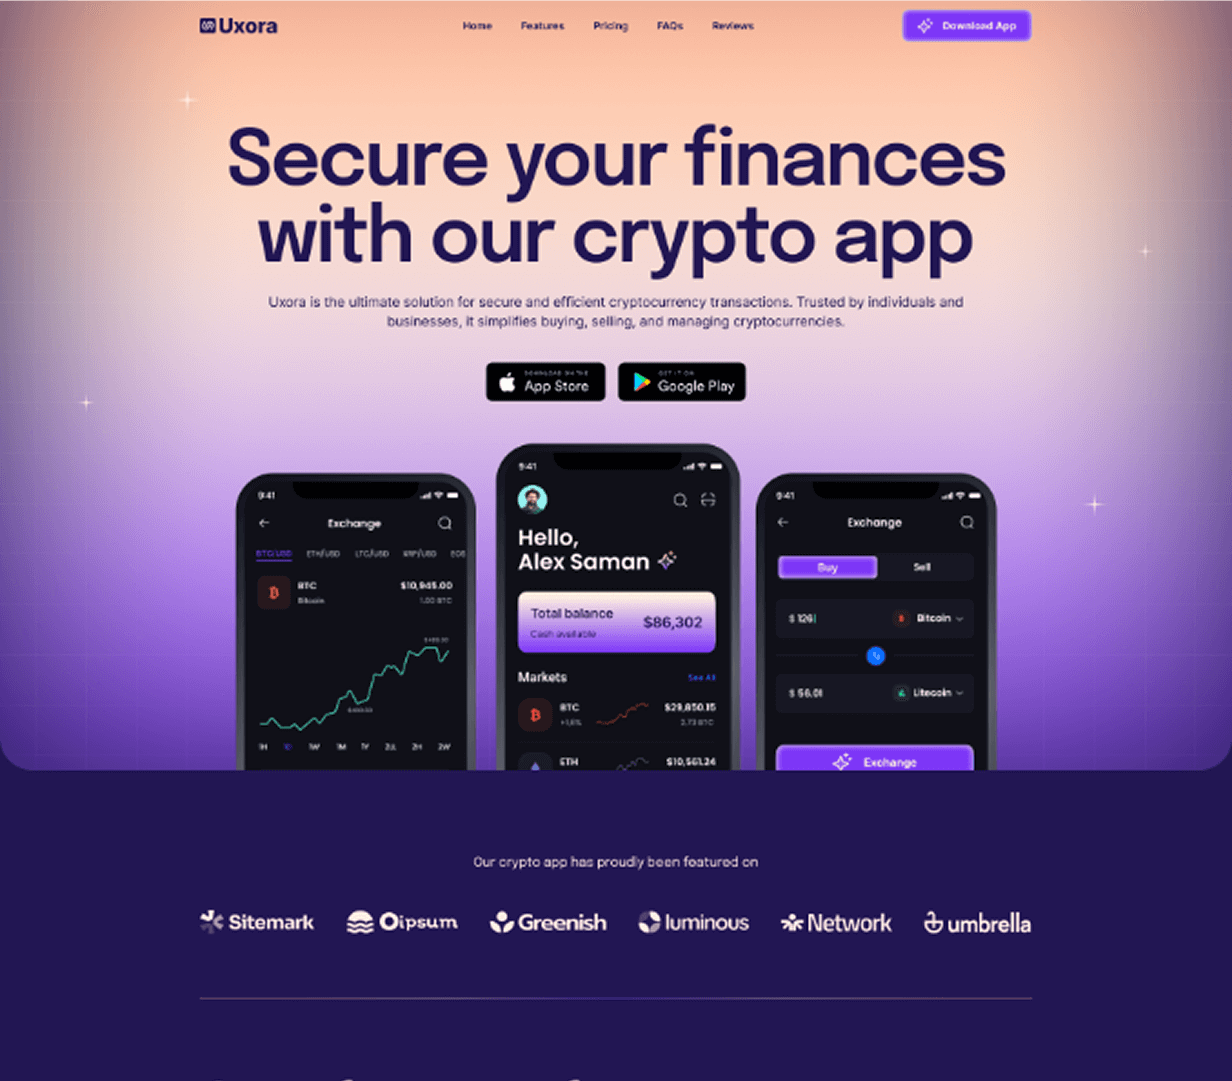 Uxora
Home Features Pricing FAQs Reviews
Download App
Secure your finances
with our crypto app
Uxora is the ultimate solution for secure and efficient cryptocurrency transactions. Trusted by individuals and
businesses, it simplifies buying, selling, and managing cryptocurrencies.
DOWNLOAD ON THE
App Store
GET IT ON
Google Play
9:41
Exchange
BTC/USD ETH/USD LTC/USD XRP/USD EOS
BTC $10,945.00
Bitcoin 1,00 BTC
1H 1D 1W 1M 1Y 2H 2W
9:41
Hello,
Alex Saman
Total balance
Cash available
$86,302
Markets See All
BTC $29,850.15
+1,6% 2,73 BTC
ETH $10,561.24
9:41
Exchange
Buy Sell
$ 126 Bitcoin
$ 56.01 Litecoin
Exchange
Our crypto app has proudly been featured on
Sitemark Oipsum Greenish luminous Network umbrella